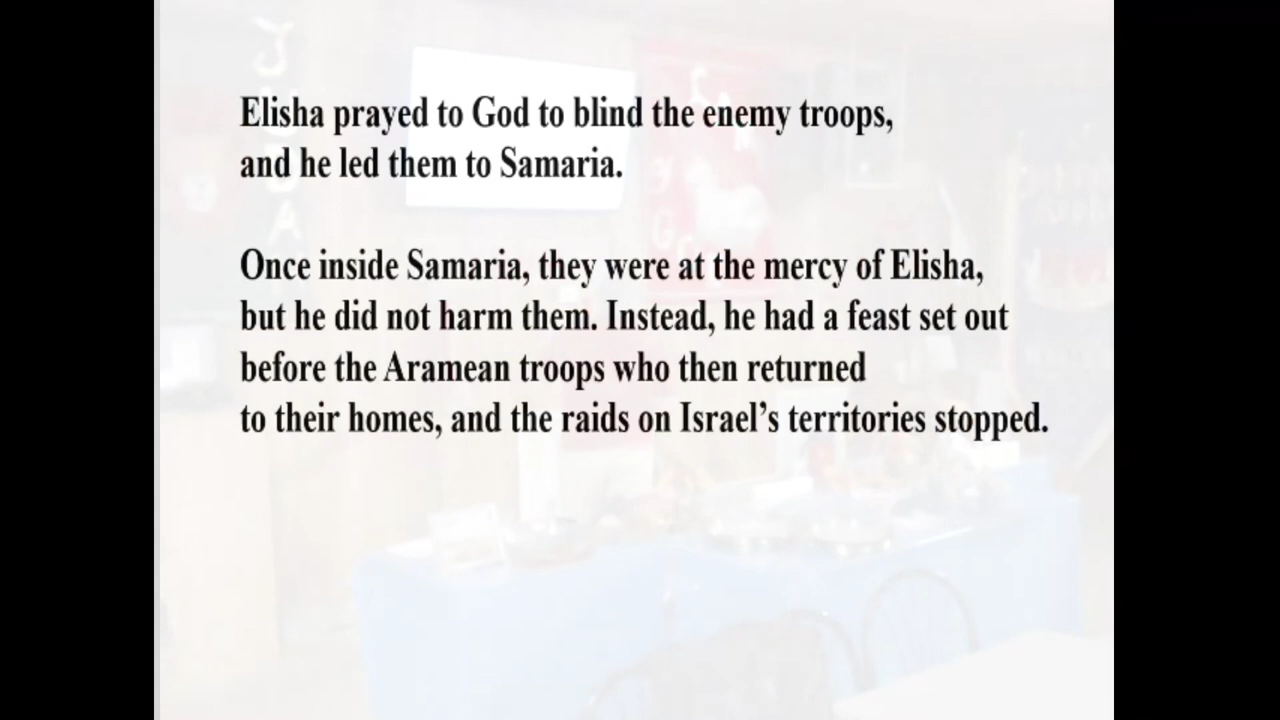 Elisha prayed to God to blind the enemy troops,
and he led them to Samaria.
Once inside Samaria, they were at the mercy of Elisha,
but he did not harm them. Instead, he had a feast set out
before the Aramean troops who then returned
to their homes, and the raids on Israel’s territories stopped.